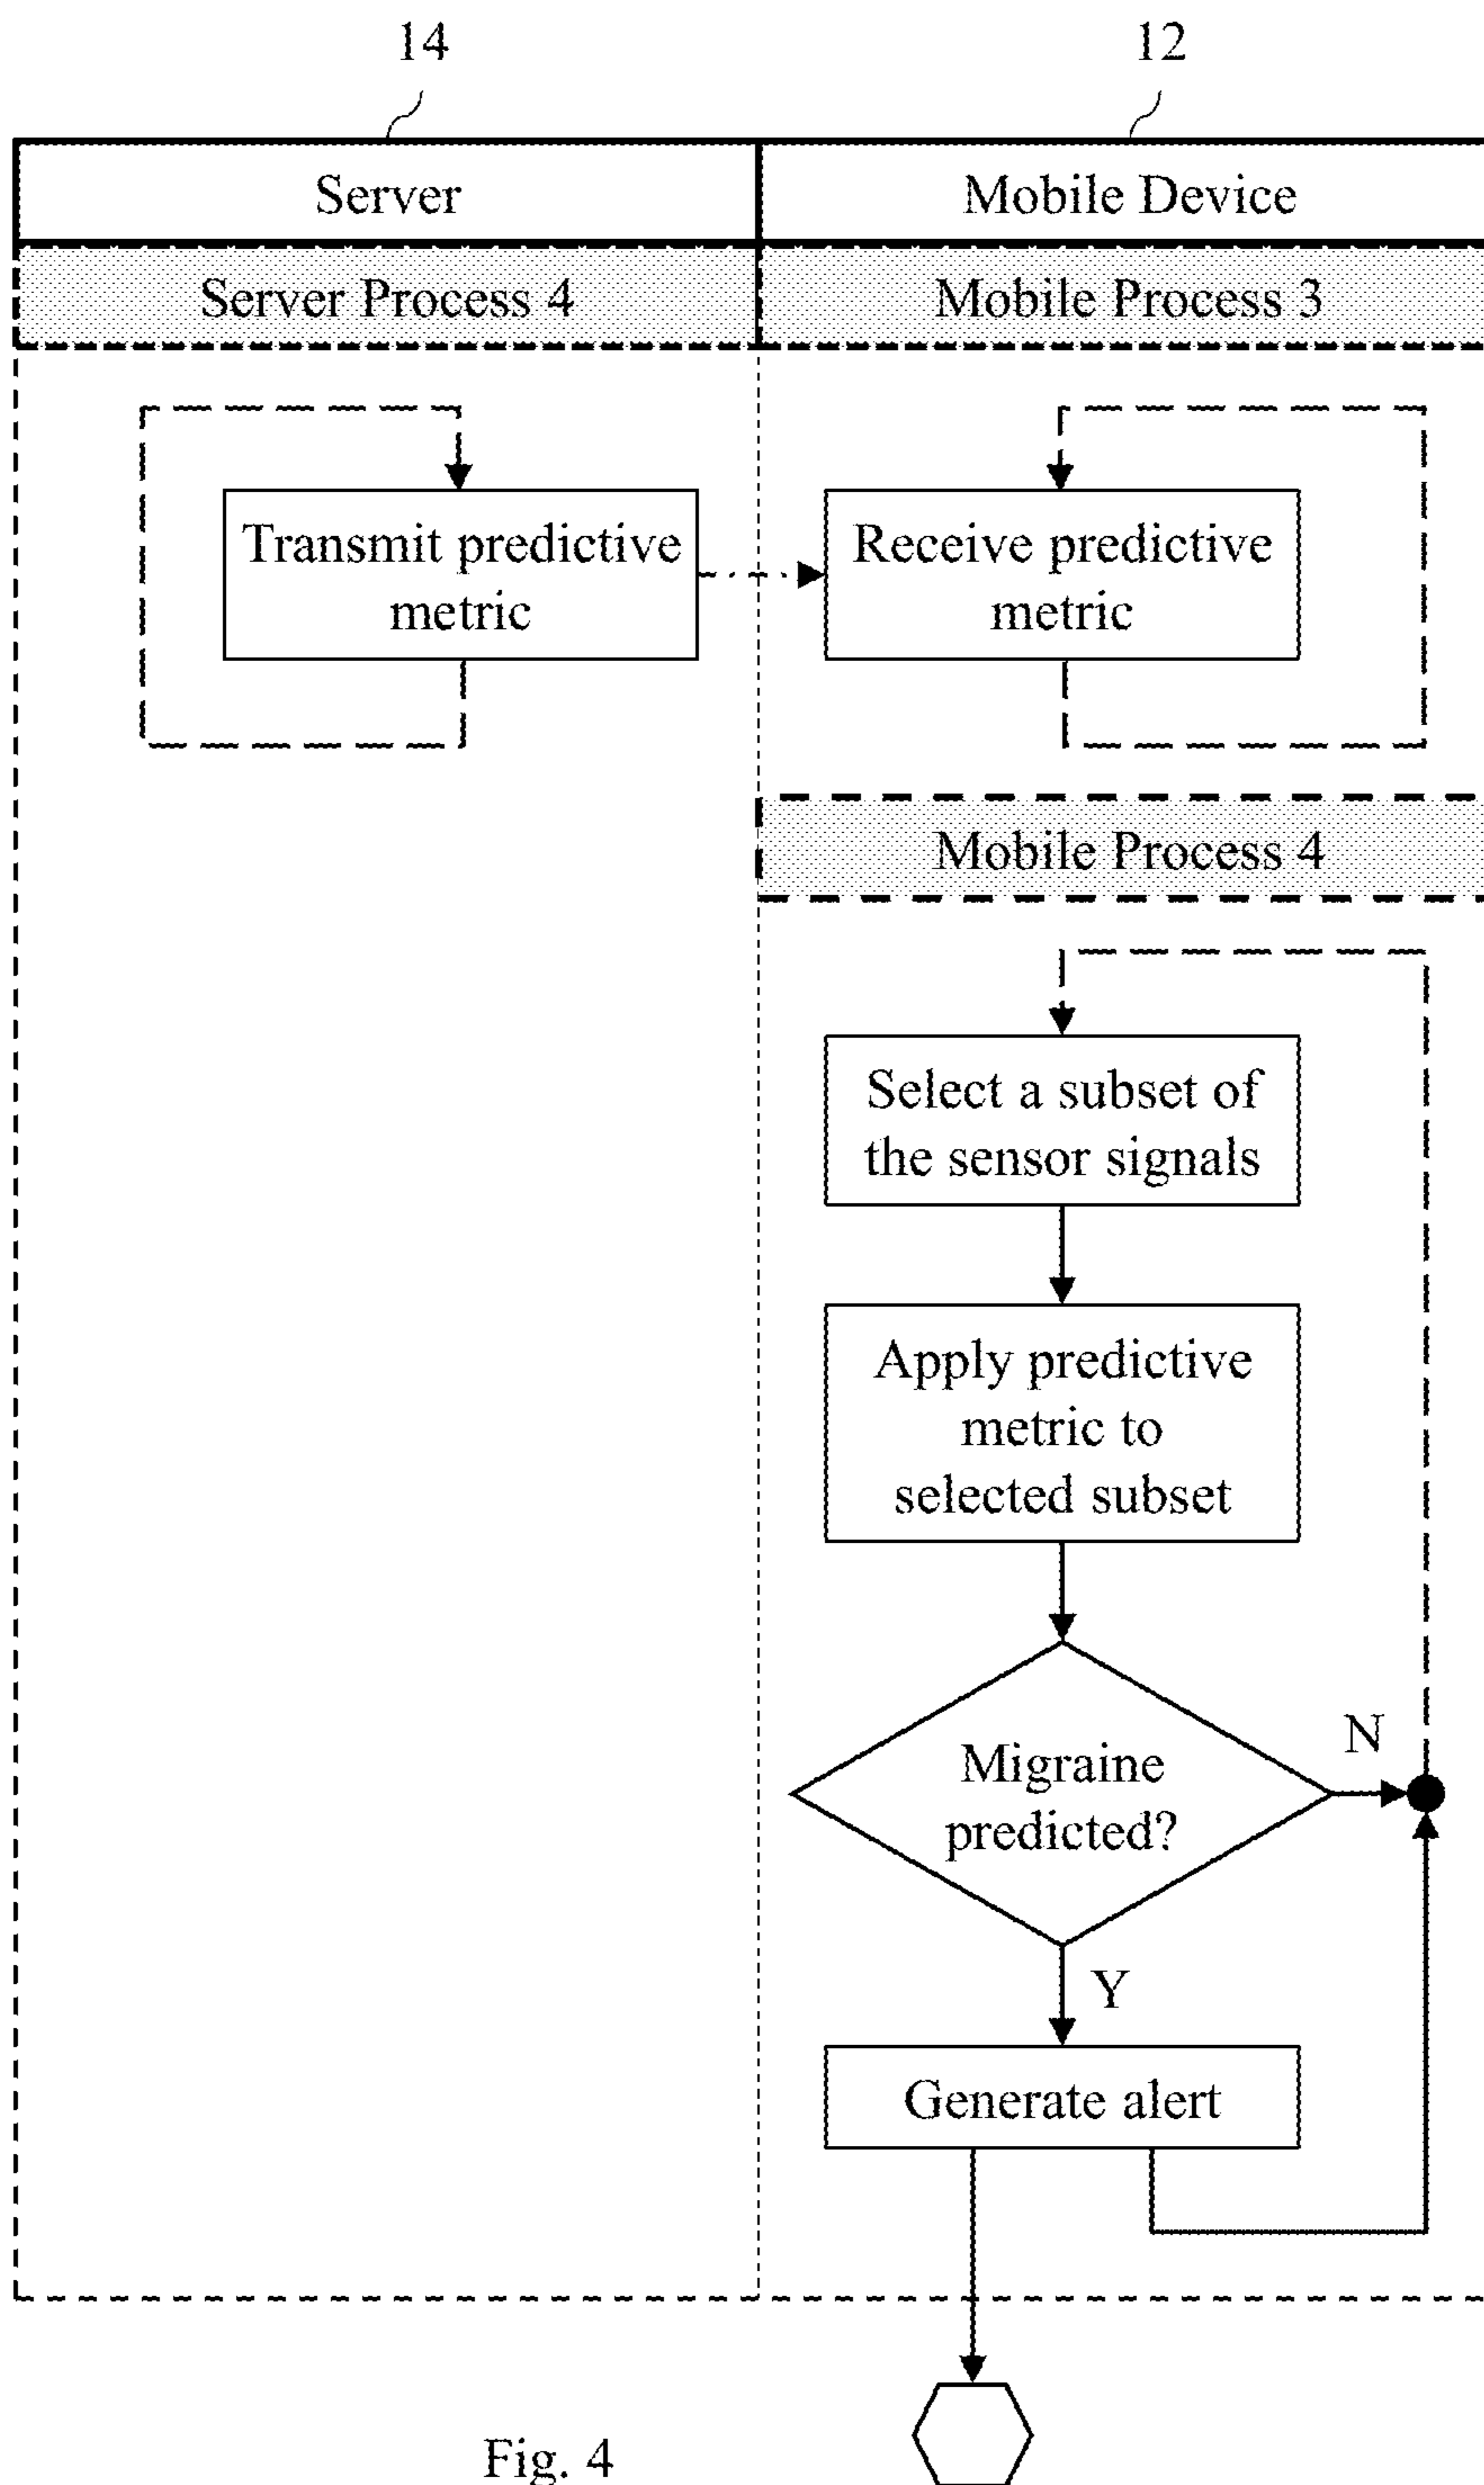 14
12
Server
Mobile Device
Server Process 4
Mobile Process 3
Transmit predictive
metric
Receive predictive
metric
Mobile Process 4
Select a subset of
the sensor signals
Apply predictive
metric to
selected subset
Migraine
predicted?
N
Y
Generate alert
Fig. 4